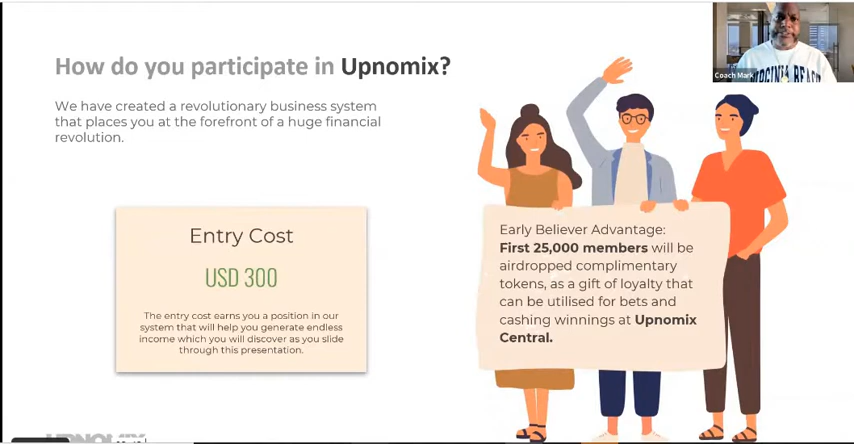 How do you participate in Upnomix?
We have created a revolutionary business system
that places you at the forefront of a huge financial
revolution.
Entry Cost
USD 300
The entry cost earns you a position in our
system that will help you generate endless
income which you will discover as you slide
through this presentation.
Early Believer Advantage:
First 25,000 members will be
airdropped complimentary
tokens, as a gift of loyalty that
can be utilised for bets and
cashing winnings at Upnomix
Central.
Coach Mark
VIRGINIA BEACH
UPNOMIX